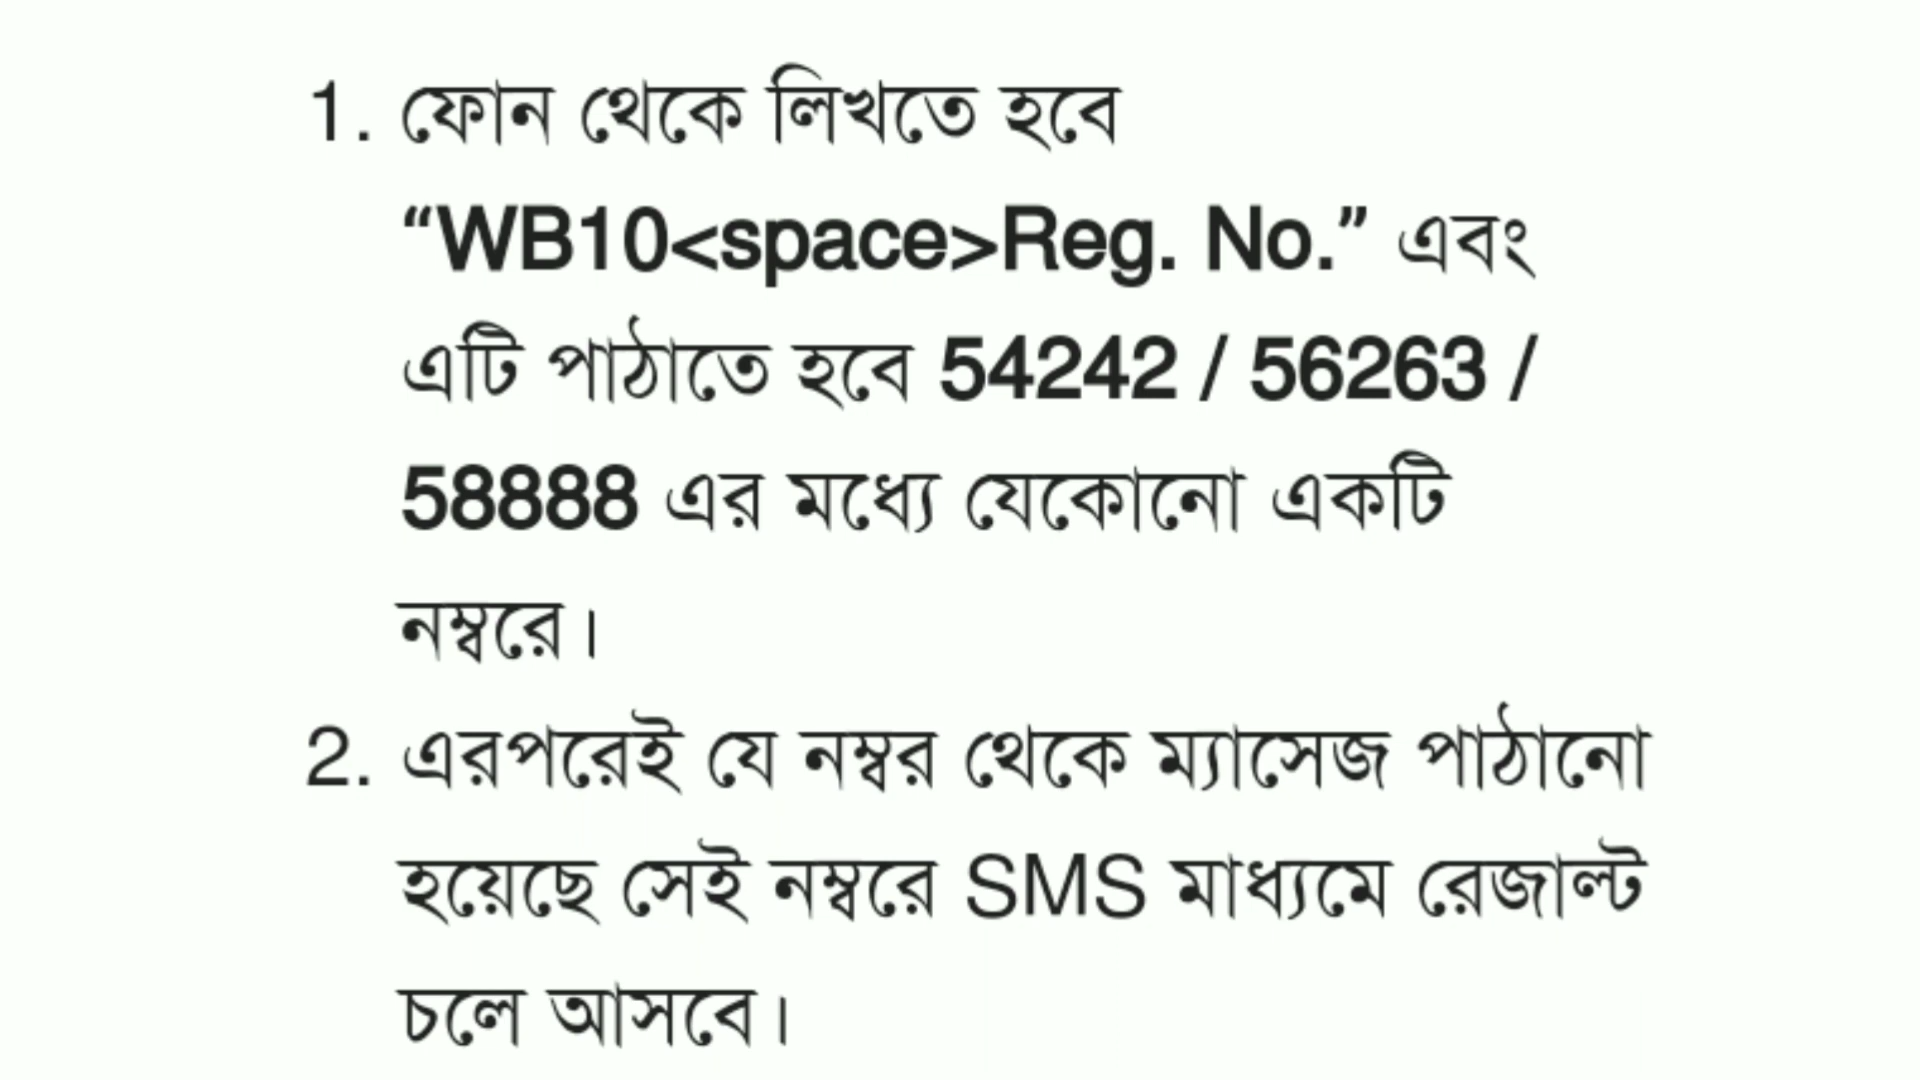 1. ফোন থেকে লিখতে হবে
“WB10<space>Reg. No.” এবং
এটি পাঠাতে হবে 54242 / 56263 /
58888 এর মধ্যে যেকোনো একটি
নম্বরে।
2. এরপরেই যে নম্বর থেকে ম্যাসেজ পাঠানো
হয়েছে সেই নম্বরে SMS মাধ্যমে রেজাল্ট
চলে আসবে।